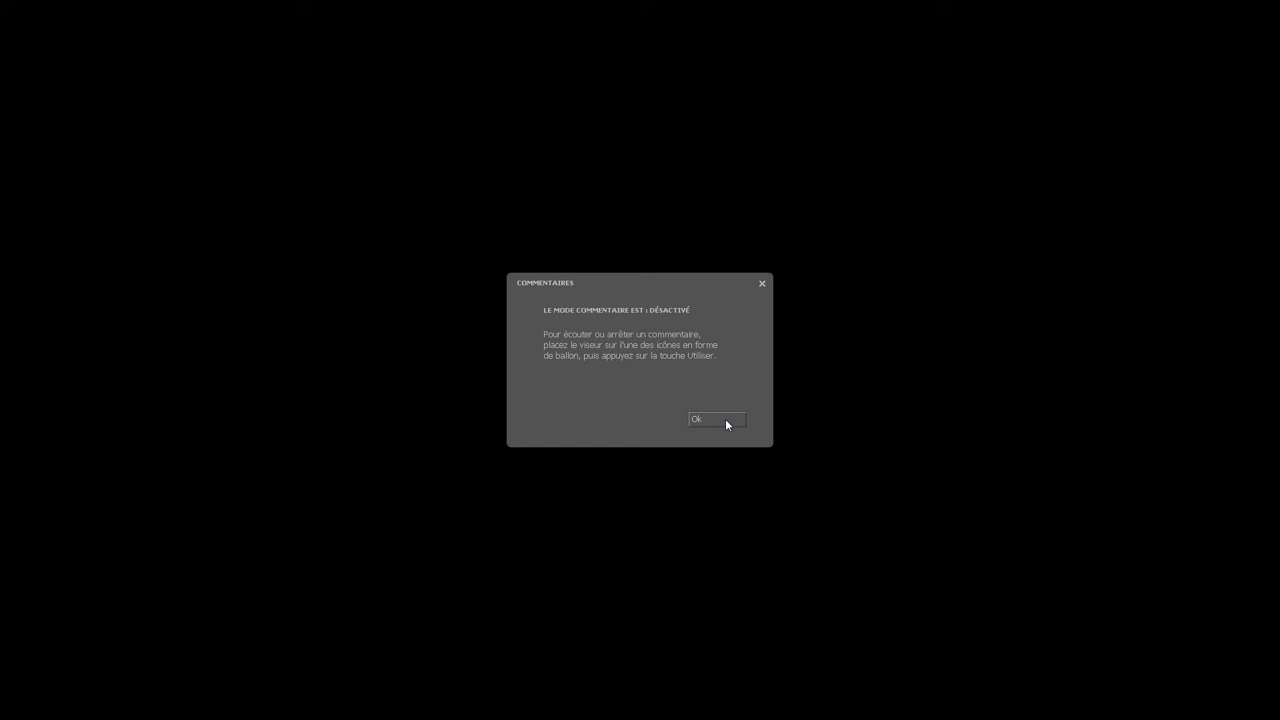 COMMENTAIRES
LE MODE COMMENTAIRE EST : DÉSACTIVÉ
Pour écouter ou arrêter un commentaire,
placez le viseur sur l'une des icônes en forme
de ballon, puis appuyez sur la touche Utiliser.
Ok